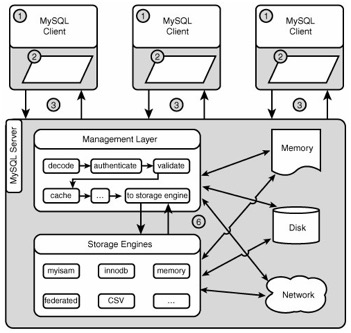 1 MySQL Client
2
3
1 MySQL Client
2
3
1 MySQL Client
2
3
MySQL Server
Management Layer
decode authenticate validate
cache ... to storage engine
6
Storage Engines
myisam innodb memory
federated CSV ...
Memory
Disk
Network